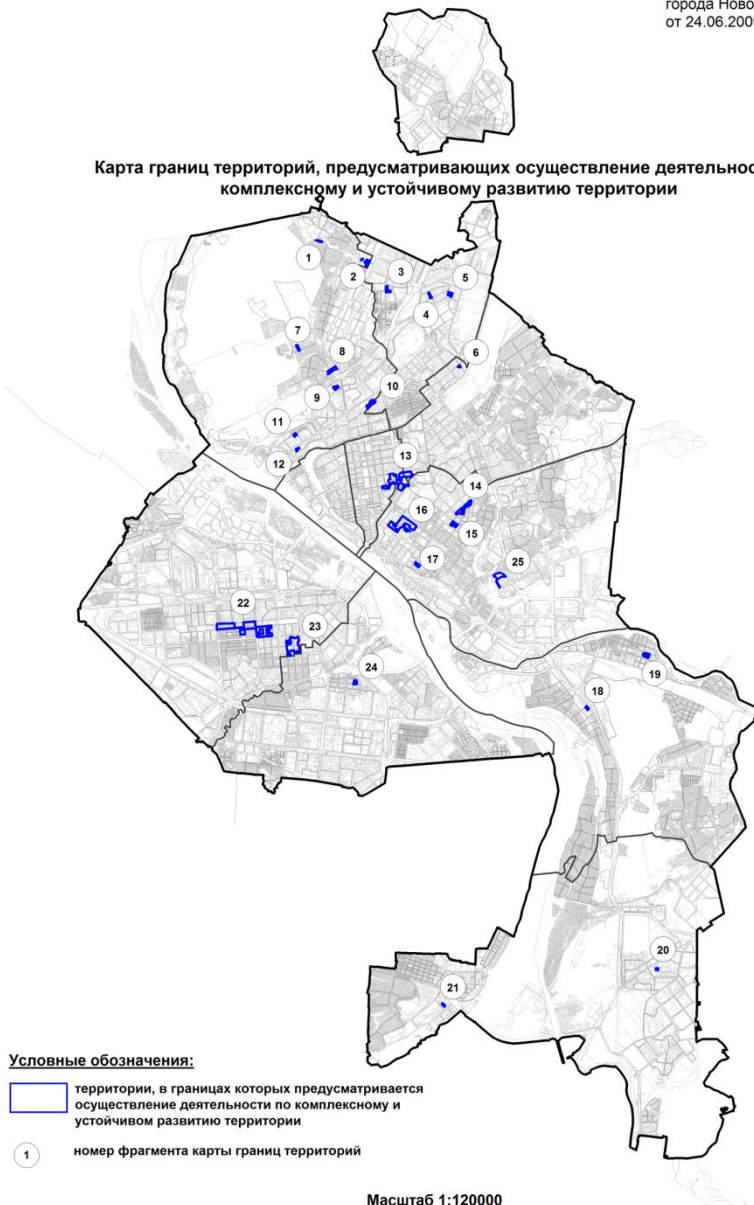 города Ново
от 24.06.200
Карта границ территорий, предусматривающих осуществление деятельнос
комплексному и устойчивому развитию территории
1
2
3
5
4
7
8
6
9
10
11
12
13
14
16
15
17
25
22
23
24
19
18
20
21
Условные обозначения:
территории, в границах которых предусматривается
осуществление деятельности по комплексному и
устойчивом развитию территории
1
номер фрагмента карты границ территорий
Масштаб 1:120000